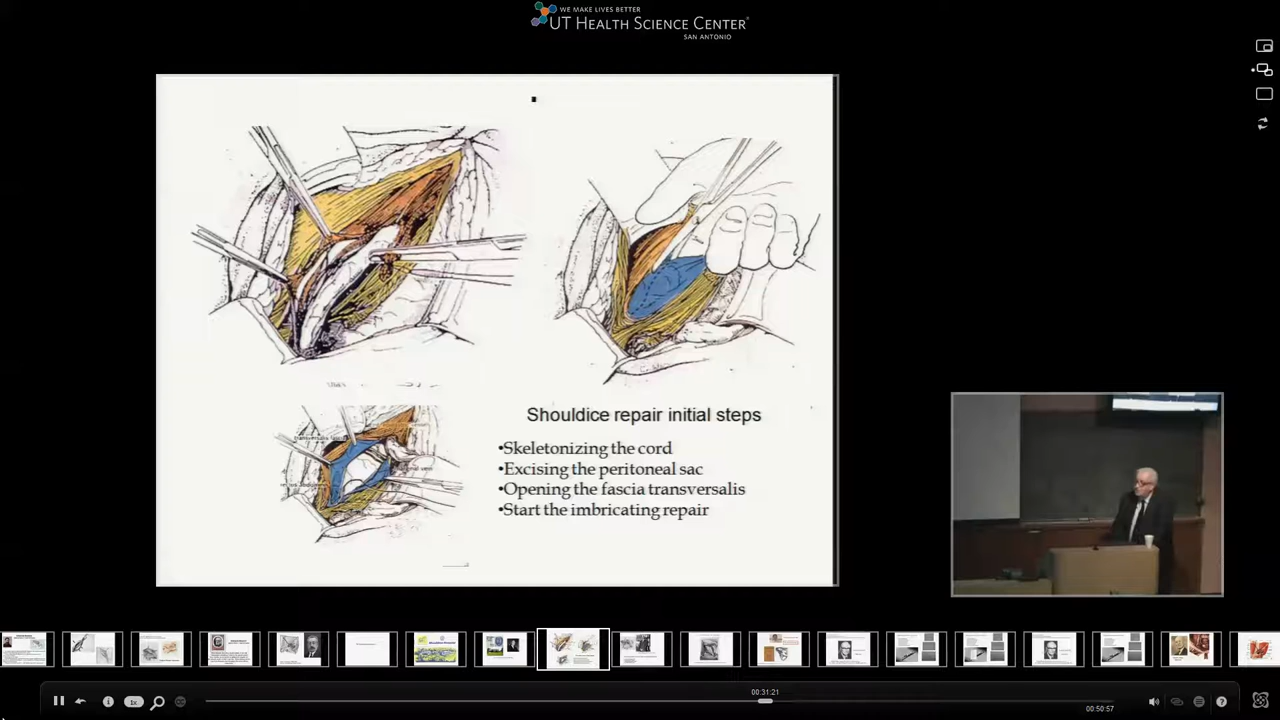 WE MAKE LIVES BETTER
UT HEALTH SCIENCE CENTER®
SAN ANTONIO
Shouldice repair initial steps
•Skeletonizing the cord
•Excising the peritoneal sac
•Opening the fascia transversalis
•Start the imbricating repair
1x
00:31:21
00:50:57